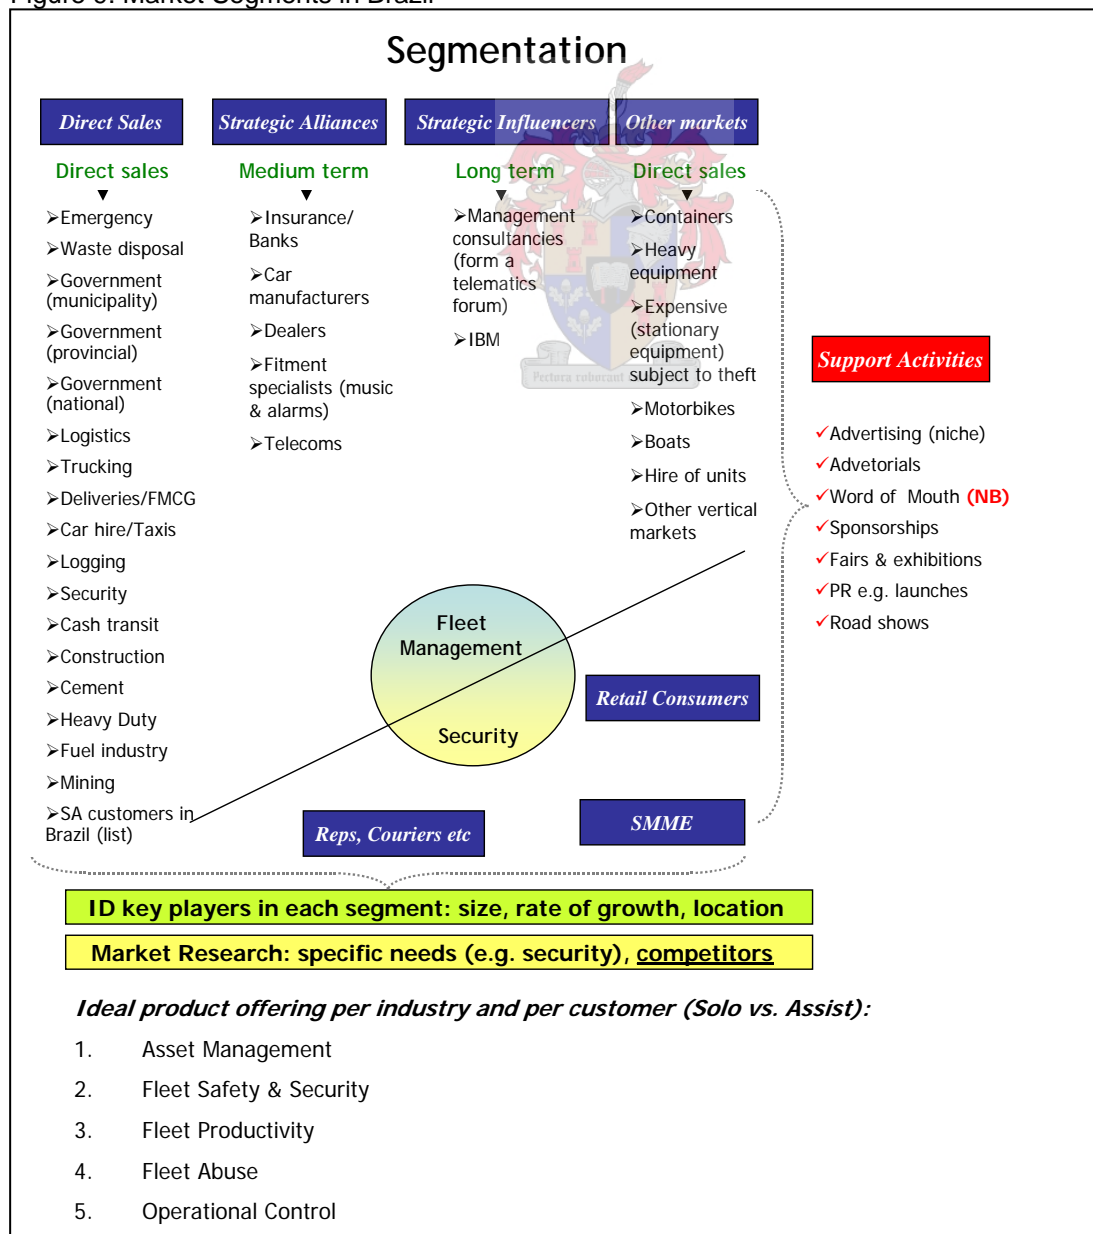 Segmentation
Direct Sales
Strategic Alliances
Strategic Influencers
Other markets
Direct sales
➢Emergency
➢Waste disposal
➢Government
(municipality)
➢Government
(provincial)
➢Government
(national)
➢Logistics
➢Trucking
➢Deliveries/FMCG
➢Car hire/Taxis
➢Logging
➢Security
➢Cash transit
➢Construction
➢Cement
➢Heavy Duty
➢Fuel industry
➢Mining
➢SA customers in
Brazil (list)
Medium term
➢Insurance/
Banks
➢Car
manufacturers
➢Dealers
➢Fitment
specialists (music
& alarms)
➢Telecoms
Long term
➢Management
consultancies
(form a
telematics
forum)
➢IBM
Direct sales
➢Containers
➢Heavy
equipment
➢Expensive
(stationary
equipment)
subject to theft
➢Motorbikes
➢Boats
➢Hire of units
➢Other vertical
markets
Pectora roborant
Support Activities
✓Advertising (niche)
✓Advetorials
✓Word of Mouth (NB)
✓Sponsorships
✓Fairs & exhibitions
✓PR e.g. launches
✓Road shows
Fleet
Management
Security
Retail Consumers
SMME
Reps, Couriers etc
ID key players in each segment: size, rate of growth, location
Market Research: specific needs (e.g. security), competitors
Ideal product offering per industry and per customer (Solo vs. Assist):
1. Asset Management
2. Fleet Safety & Security
3. Fleet Productivity
4. Fleet Abuse
5. Operational Control